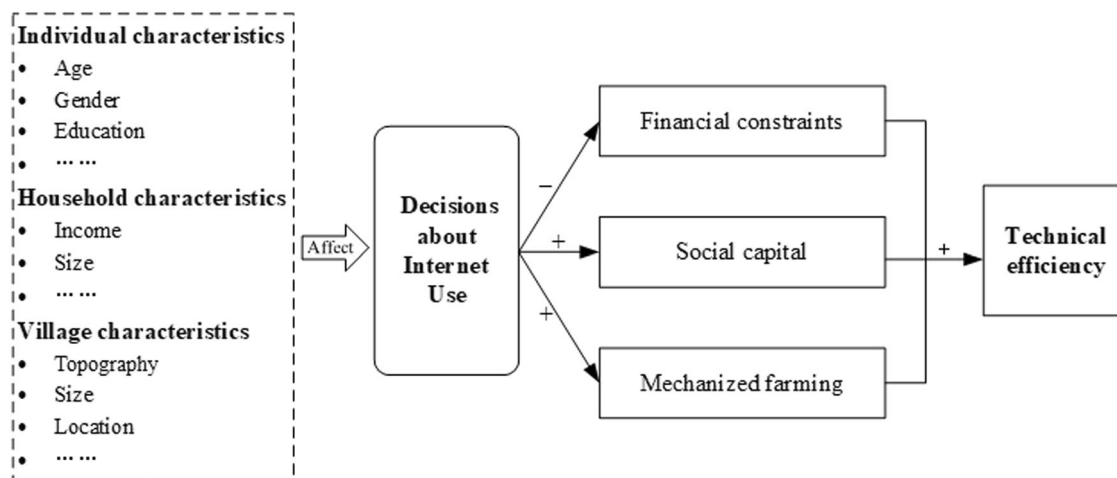 Individual characteristics
• Age
• Gender
• Education
• ... ...
Household characteristics
• Income
• Size
• ... ...
Village characteristics
• Topography
• Size
• Location
• ... ...
Affect
Decisions
about
Internet
Use
−
+
+
Financial constraints
Social capital
Mechanized farming
+
Technical
efficiency